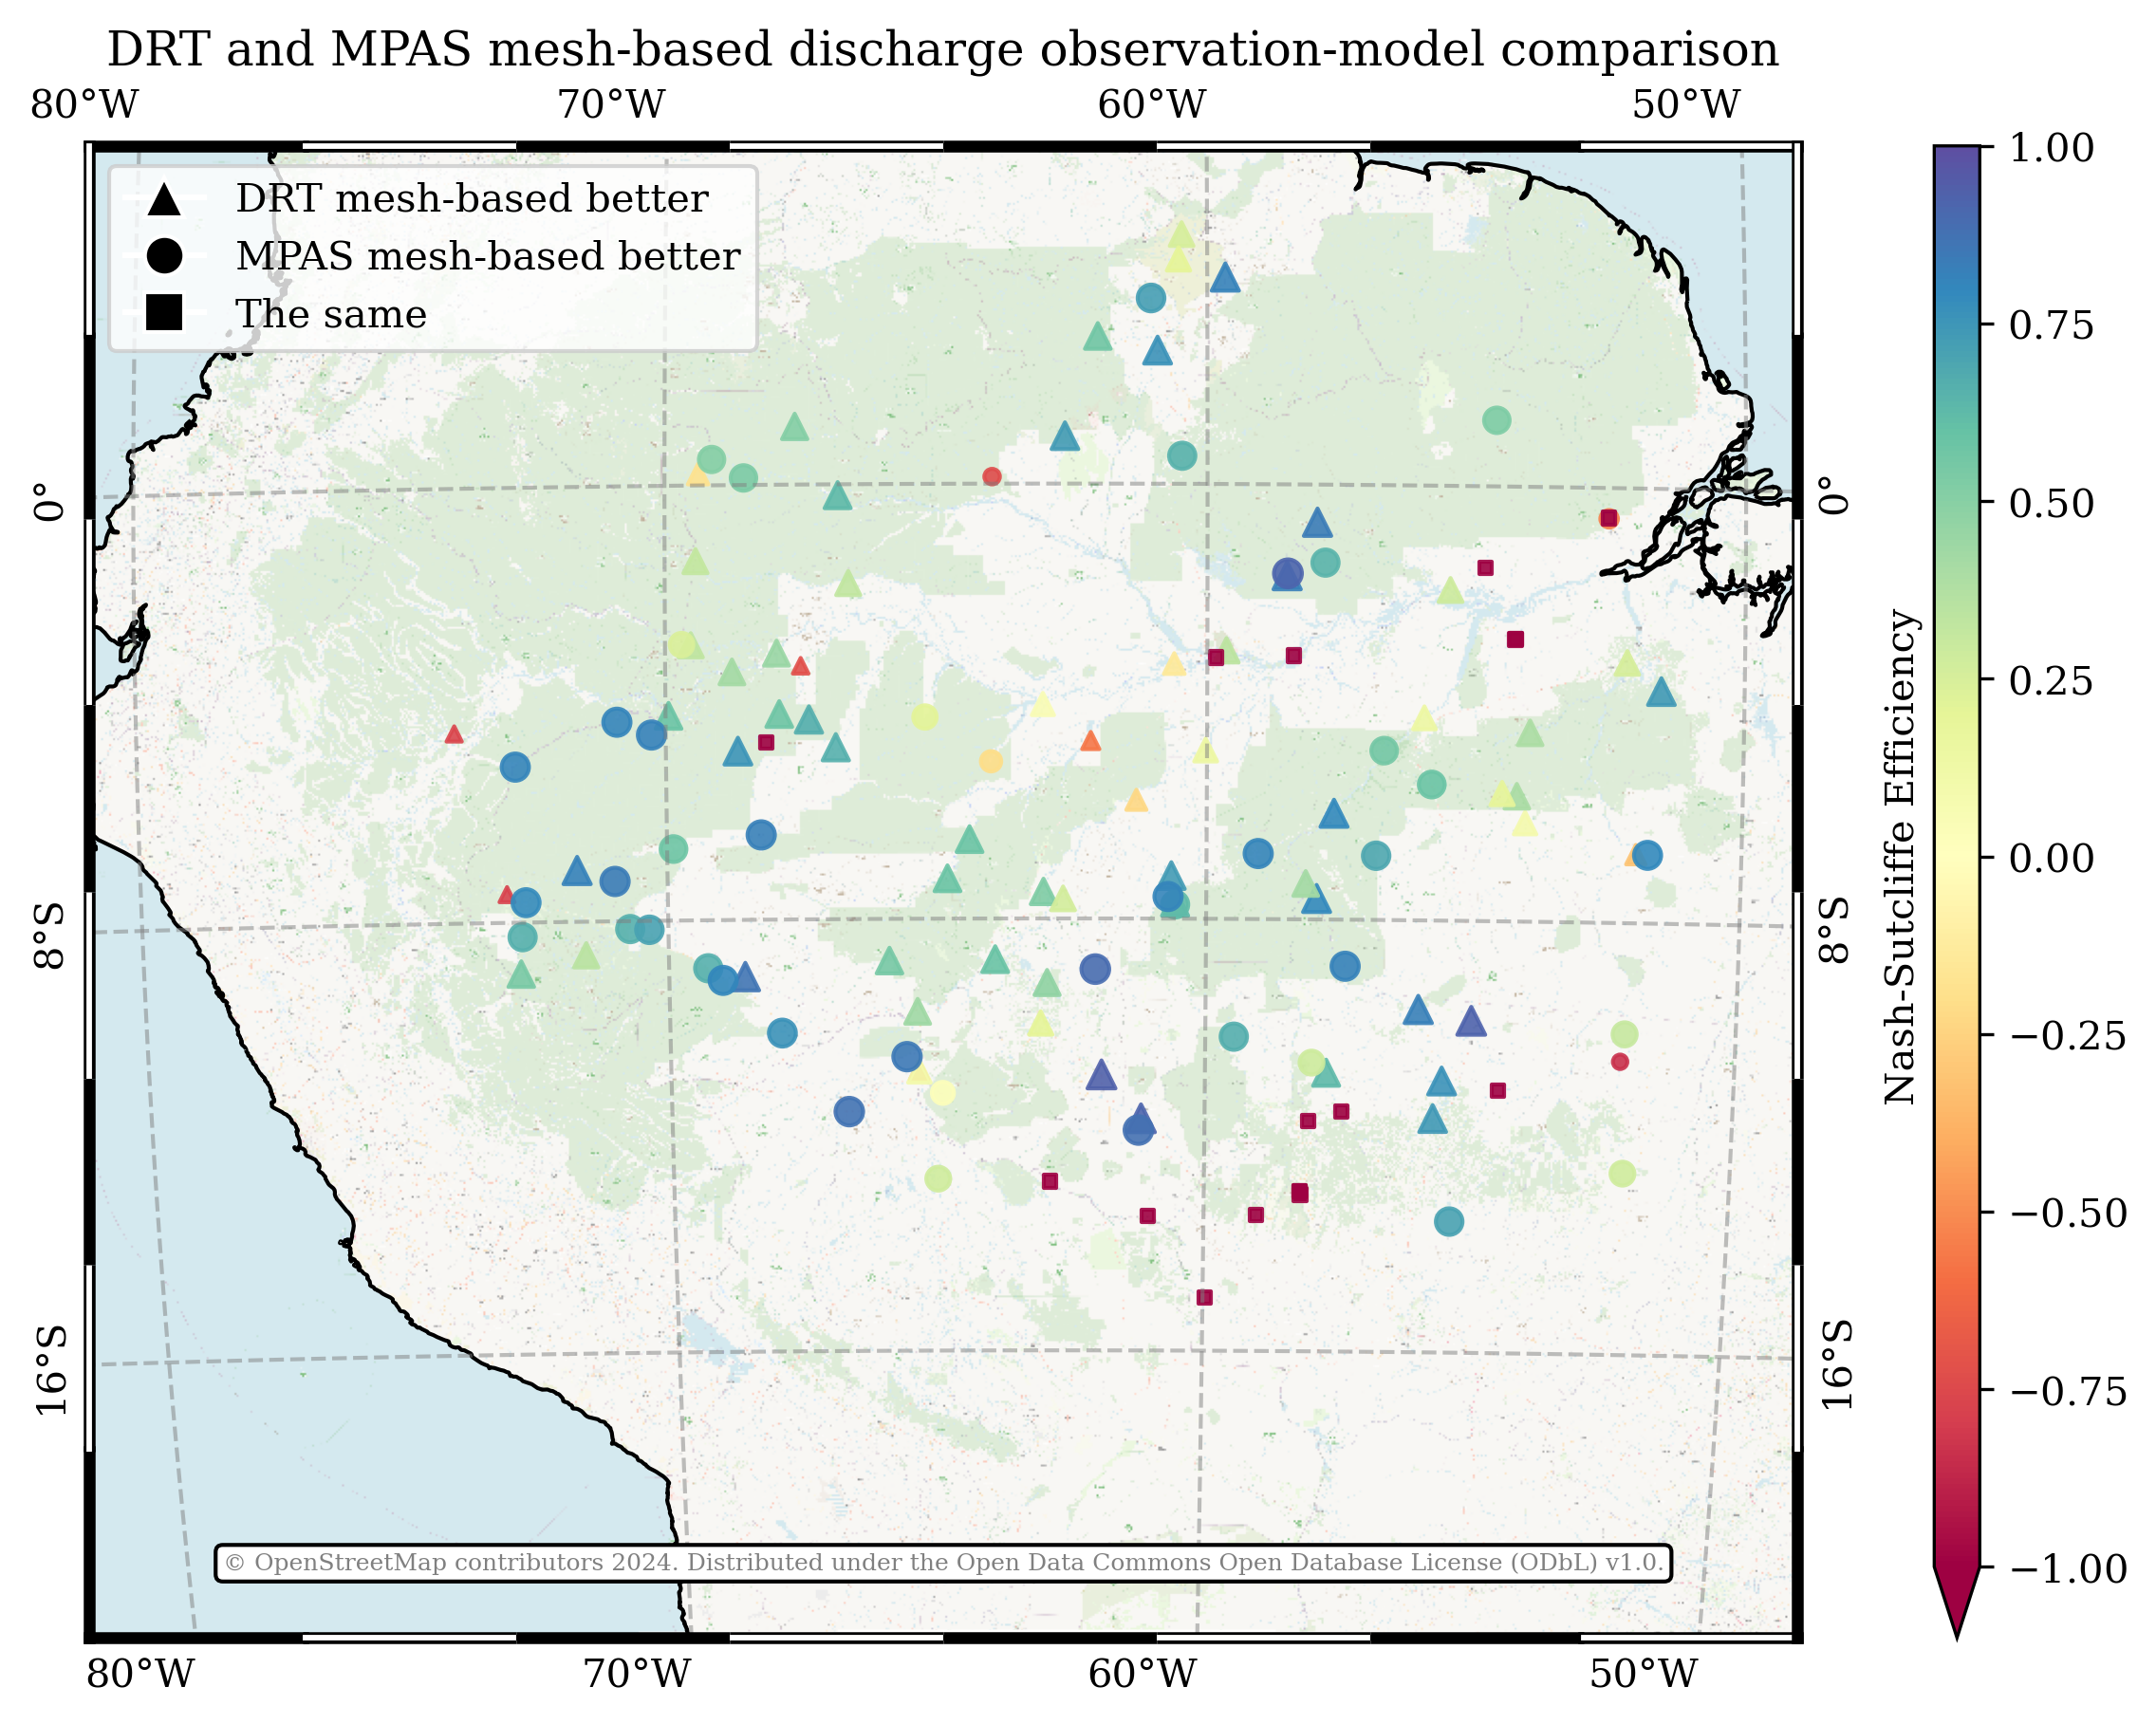 DRT and MPAS mesh-based discharge observation-model comparison
80°W 70°W 60°W 50°W
DRT mesh-based better
MPAS mesh-based better
The same
0°
8°S
16°S
0°
8°S
16°S
© OpenStreetMap contributors 2024. Distributed under the Open Data Commons Open Database License (ODbL) v1.0.
80°W 70°W 60°W 50°W
Nash-Sutcliffe Efficiency
1.00
0.75
0.50
0.25
0.00
−0.25
−0.50
−0.75
−1.00